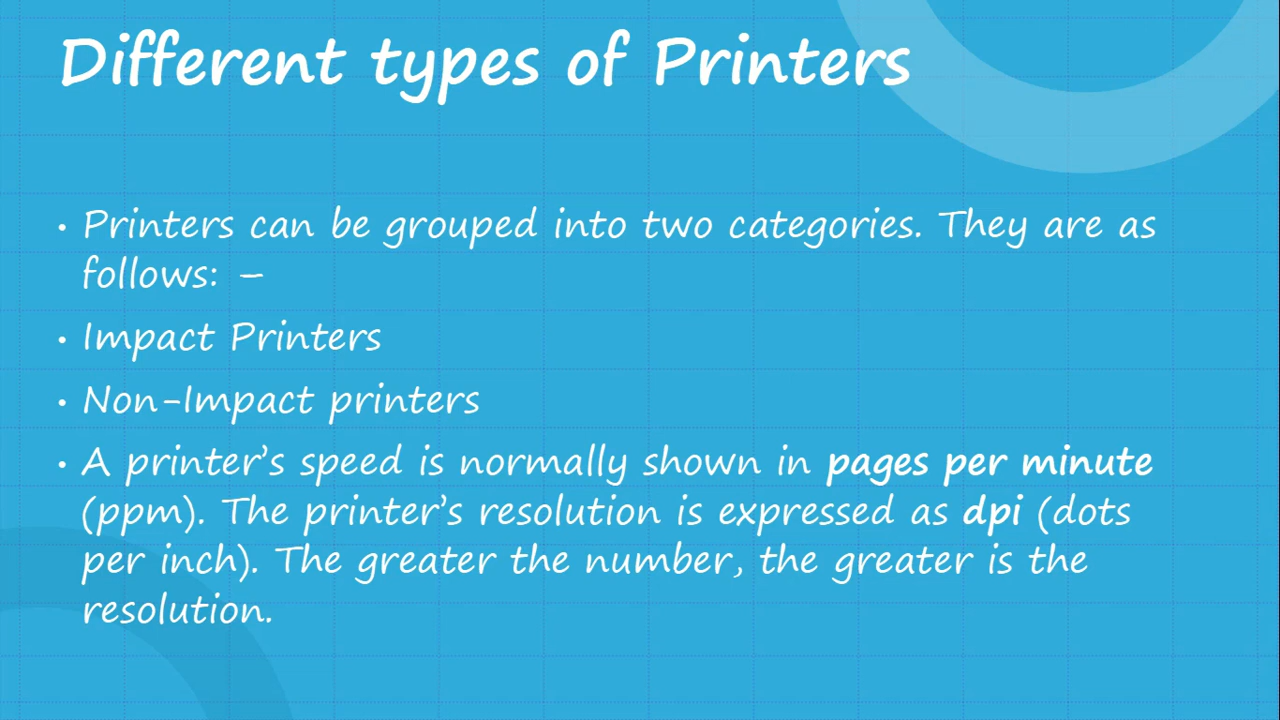 Different types of Printers
• Printers can be grouped into two categories. They are as
follows: –
• Impact Printers
• Non-Impact printers
• A printer’s speed is normally shown in pages per minute
(ppm). The printer’s resolution is expressed as dpi (dots
per inch). The greater the number, the greater is the
resolution.